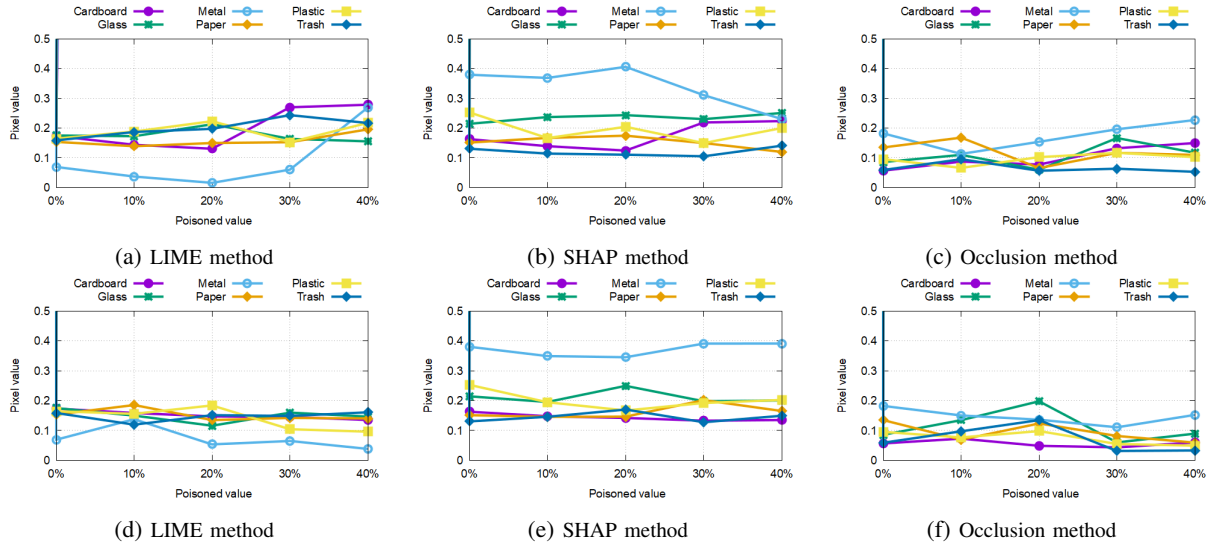 Cardboard Metal Plastic
Glass Paper Trash
0.5
0.4
0.3
0.2
0.1
0
Pixel value
0% 10% 20% 30% 40%
Poisoned value
(a) LIME method
Cardboard Metal Plastic
Glass Paper Trash
0.5
0.4
0.3
0.2
0.1
0
Pixel value
0% 10% 20% 30% 40%
Poisoned value
(b) SHAP method
Cardboard Metal Plastic
Glass Paper Trash
0.5
0.4
0.3
0.2
0.1
0
Pixel value
0% 10% 20% 30% 40%
Poisoned value
(c) Occlusion method
Cardboard Metal Plastic
Glass Paper Trash
0.5
0.4
0.3
0.2
0.1
0
Pixel value
0% 10% 20% 30% 40%
Poisoned value
(d) LIME method
Cardboard Metal Plastic
Glass Paper Trash
0.5
0.4
0.3
0.2
0.1
0
Pixel value
0% 10% 20% 30% 40%
Poisoned value
(e) SHAP method
Cardboard Metal Plastic
Glass Paper Trash
0.5
0.4
0.3
0.2
0.1
0
Pixel value
0% 10% 20% 30% 40%
Poisoned value
(f) Occlusion method